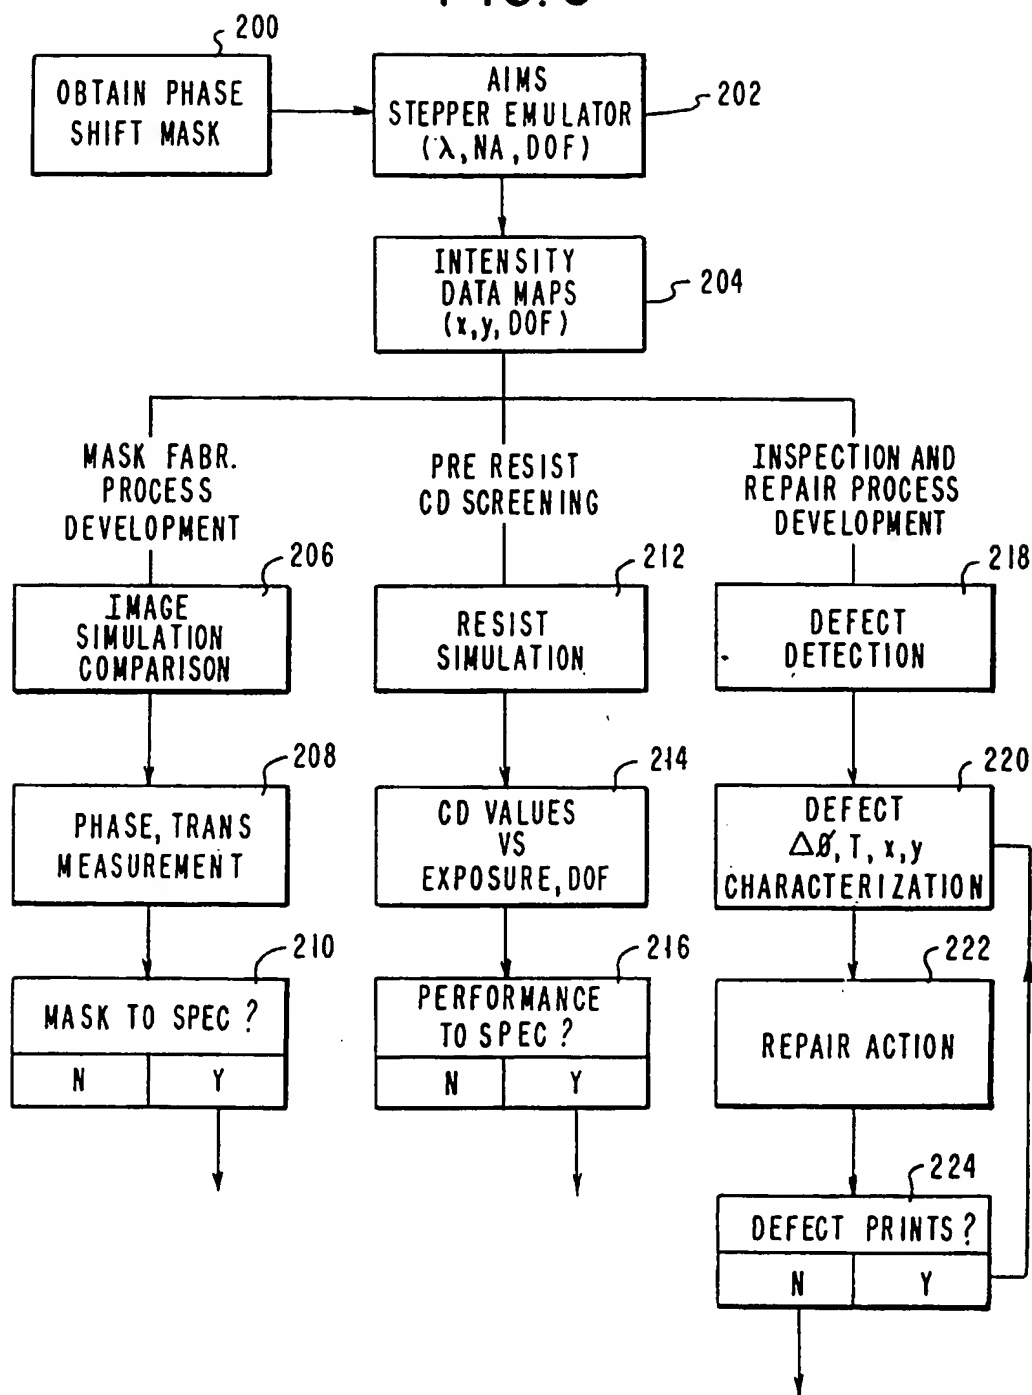 200
OBTAIN PHASE
SHIFT MASK
AIMS
STEPPER EMULATOR
(λ, NA, DOF)
202
INTENSITY
DATA MAPS
(x,y, DOF)
204
MASK FABR.
PROCESS
DEVELOPMENT
PRE RESIST
CD SCREENING
INSPECTION AND
REPAIR PROCESS
DEVELOPMENT
206
IMAGE
SIMULATION
COMPARISON
212
RESIST
SIMULATION
218
DEFECT
DETECTION
208
PHASE, TRANS
MEASUREMENT
214
CD VALUES
VS
EXPOSURE, DOF
220
DEFECT
ΔØ, T, x,y
CHARACTERIZATION
210
MASK TO SPEC ?
N Y
216
PERFORMANCE
TO SPEC ?
N Y
222
REPAIR ACTION
224
DEFECT PRINTS ?
N Y